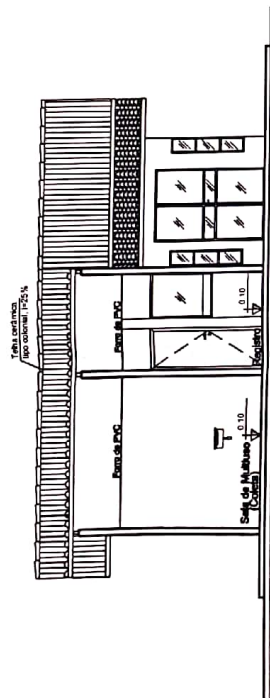 Telha cerâmica
tipo colonial, i=25%
Forro de PVC
Forro de PVC
0.10
Sala de Multiuso
(Coleta)
0.10
Registro